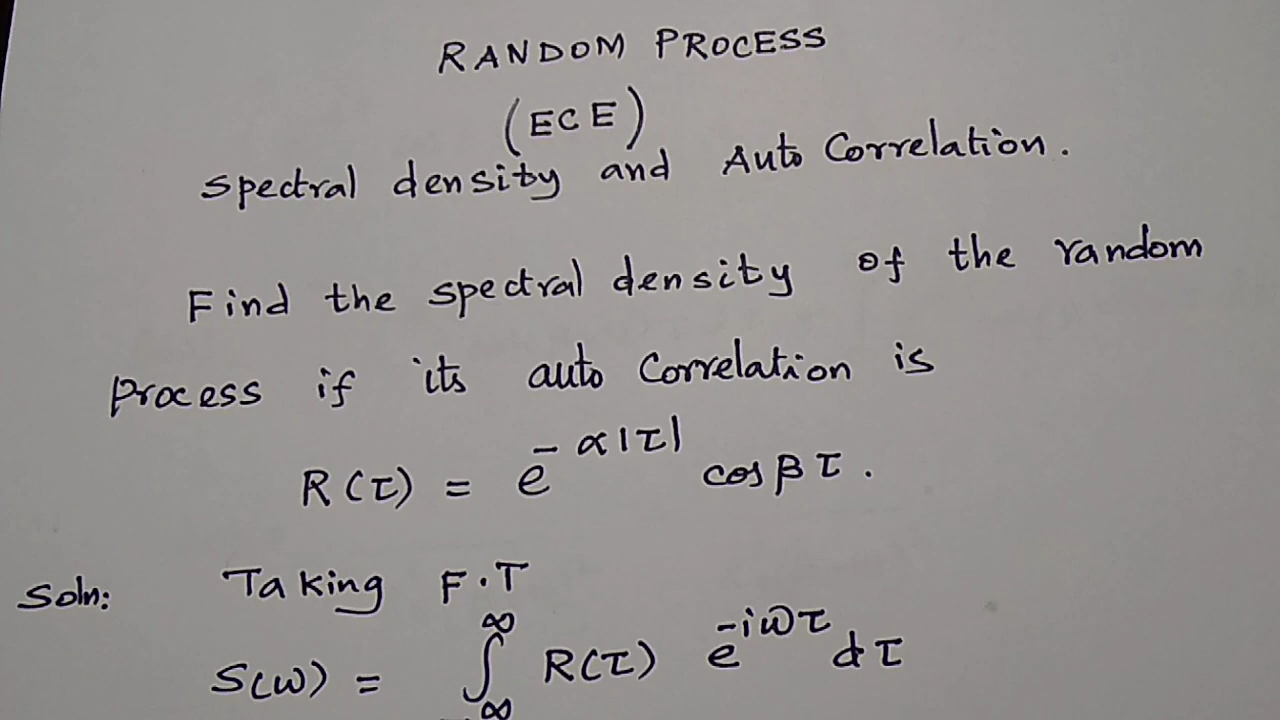 RANDOM PROCESS
(ECE)
Spectral density and Auto Correlation.
Find the spectral density of the random
process if its auto Correlation is
R(τ) = e^{-α|τ|} cos βτ.
Soln: Taking F.T
S(ω) = ∫_{-∞}^{∞} R(τ) e^{-iωτ} dτ